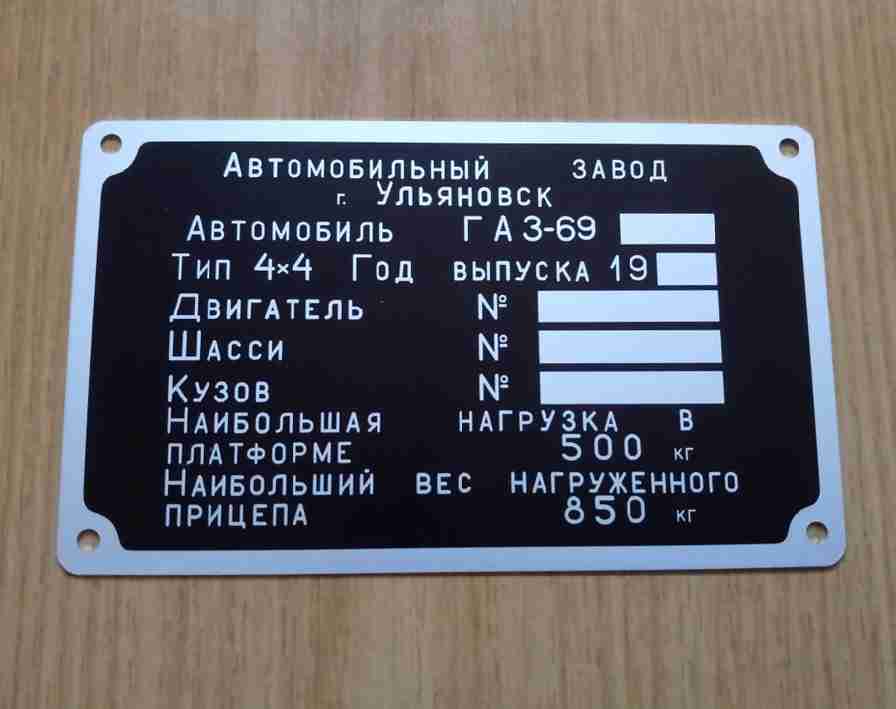 Автомобильный завод
г. Ульяновск
Автомобиль ГАЗ-69
Тип 4×4 Год выпуска 19
Двигатель №
Шасси №
Кузов №
Наибольшая нагрузка в
платформе 500 кг
Наибольший вес нагруженного
прицепа 850 кг